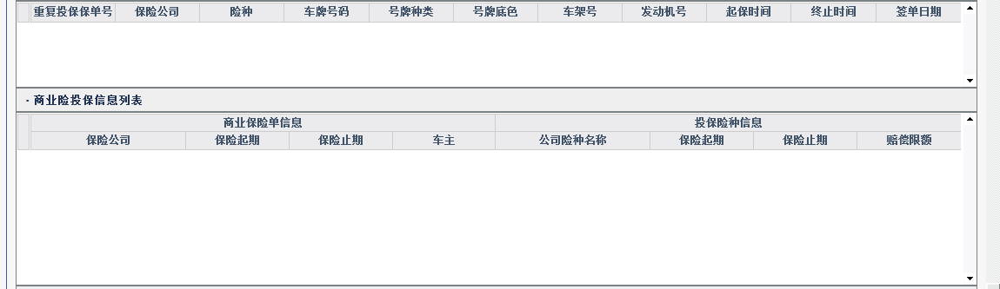 重复投保保单号 保险公司 险种 车牌号码 号牌种类 号牌底色 车架号 发动机号 起保时间 终止时间 签单日期
· 商业险投保信息列表
商业保险单信息 投保险种信息
保险公司 保险起期 保险止期 车主 公司险种名称 保险起期 保险止期 赔偿限额